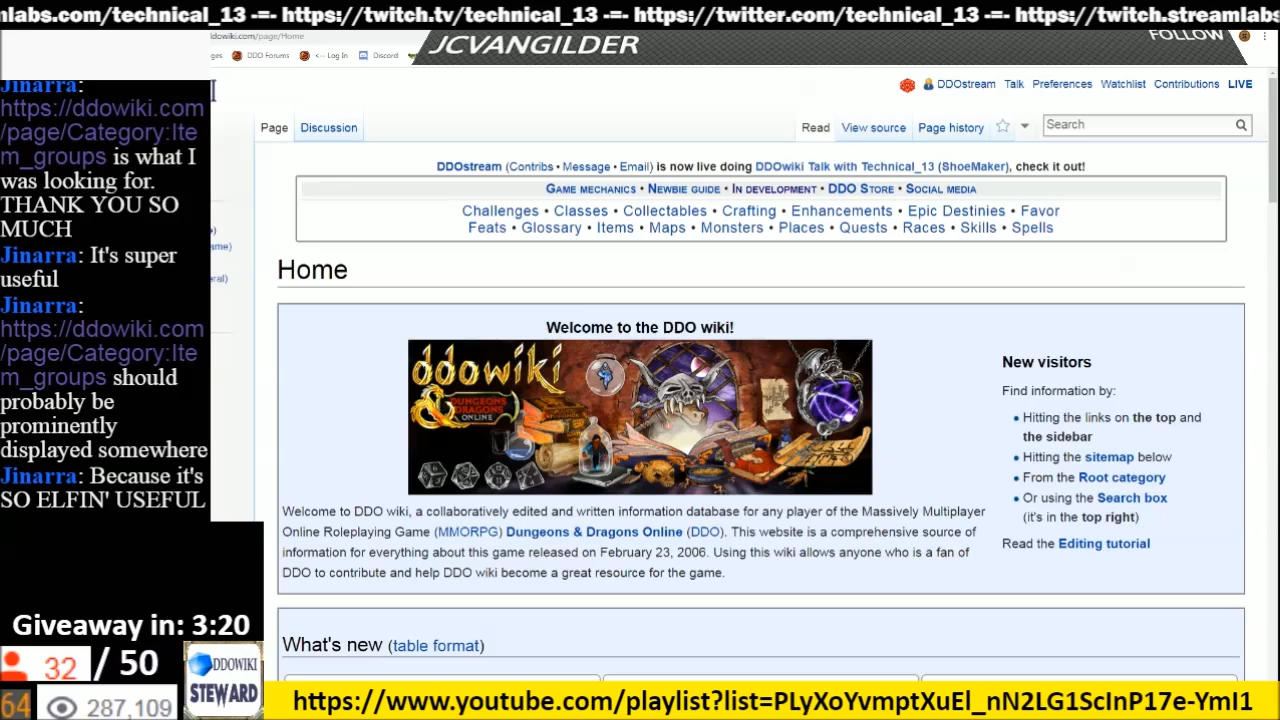 nlabs.com/technical_13 -=- https://twitch.tv/technical_13 -=- https://twitter.com/technical_13 -=- https://twitch.streamlabs
ldowiki.com/page/Home
ges DDO Forums <-- Log In Discord
JCVANGILDER
FOLLOW
Jinarra:
https://ddowiki.com
/page/Category:Ite
m_groups is what I
was looking for.
THANK YOU SO
MUCH
Jinarra: It's super
useful
Jinarra:
https://ddowiki.com
/page/Category:Ite
m_groups should
probably be
prominently
displayed somewhere
Jinarra: Because it's
SO ELFIN' USEFUL
ame)
ral)
DDOstream Talk Preferences Watchlist Contributions LIVE
Page Discussion Read View source Page history Search
DDOstream (Contribs • Message • Email) is now live doing DDOwiki Talk with Technical_13 (ShoeMaker), check it out!
Game mechanics • Newbie guide • In development • DDO Store • Social media
Challenges • Classes • Collectables • Crafting • Enhancements • Epic Destinies • Favor
Feats • Glossary • Items • Maps • Monsters • Places • Quests • Races • Skills • Spells
Home
Welcome to the DDO wiki!
ddowiki
DUNGEONS
DRAGONS
ONLINE
Welcome to DDO wiki, a collaboratively edited and written information database for any player of the Massively Multiplayer
Online Roleplaying Game (MMORPG) Dungeons & Dragons Online (DDO). This website is a comprehensive source of
information for everything about this game released on February 23, 2006. Using this wiki allows anyone who is a fan of
DDO to contribute and help DDO wiki become a great resource for the game.
New visitors
Find information by:
• Hitting the links on the top and
the sidebar
• Hitting the sitemap below
• From the Root category
• Or using the Search box
(it's in the top right)
Read the Editing tutorial
What's new (table format)
Giveaway in: 3:20
32 / 50
64 287,109
DDOWIKI
STEWARD
https://www.youtube.com/playlist?list=PLyXoYvmptXuEl_nN2LG1ScInP17e-YmI1